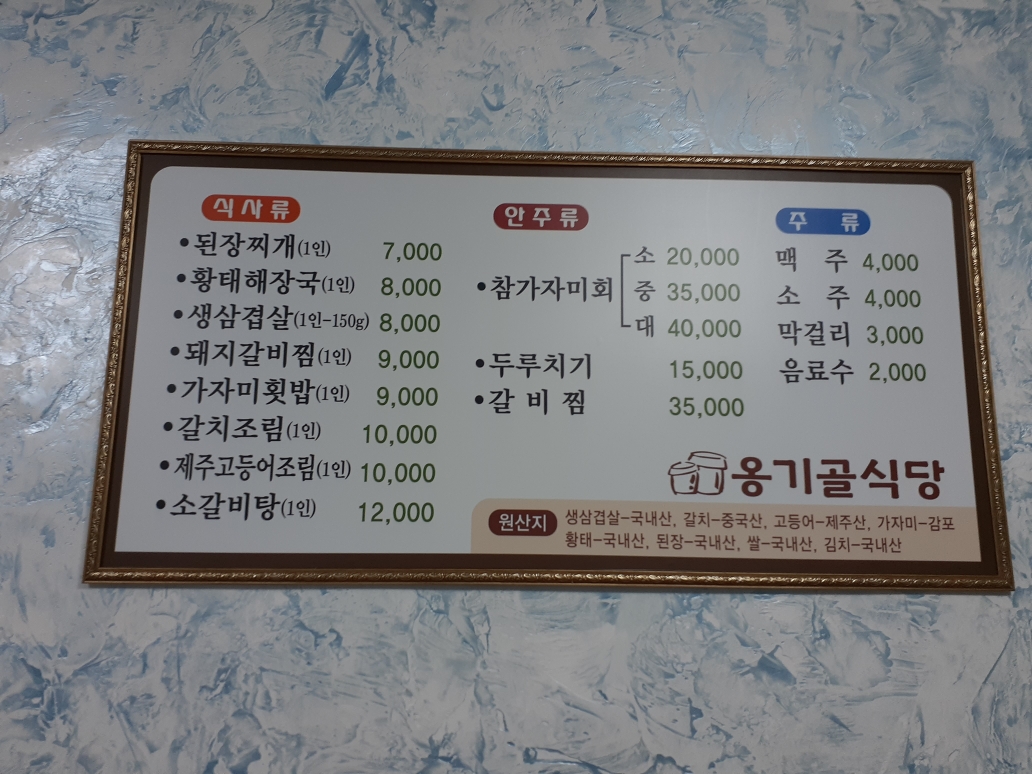 식사류
•된장찌개(1인) 7,000
•황태해장국(1인) 8,000
•생삼겹살(1인-150g) 8,000
•돼지갈비찜(1인) 9,000
•가자미횟밥(1인) 9,000
•갈치조림(1인) 10,000
•제주고등어조림(1인) 10,000
•소갈비탕(1인) 12,000
안주류
•참가자미회
소 20,000
중 35,000
대 40,000
•두루치기 15,000
•갈 비 찜 35,000
주 류
맥 주 4,000
소 주 4,000
막걸리 3,000
음료수 2,000
옹기골식당
원산지
생삼겹살-국내산, 갈치-중국산, 고등어-제주산, 가자미-감포
황태-국내산, 된장-국내산, 쌀-국내산, 김치-국내산